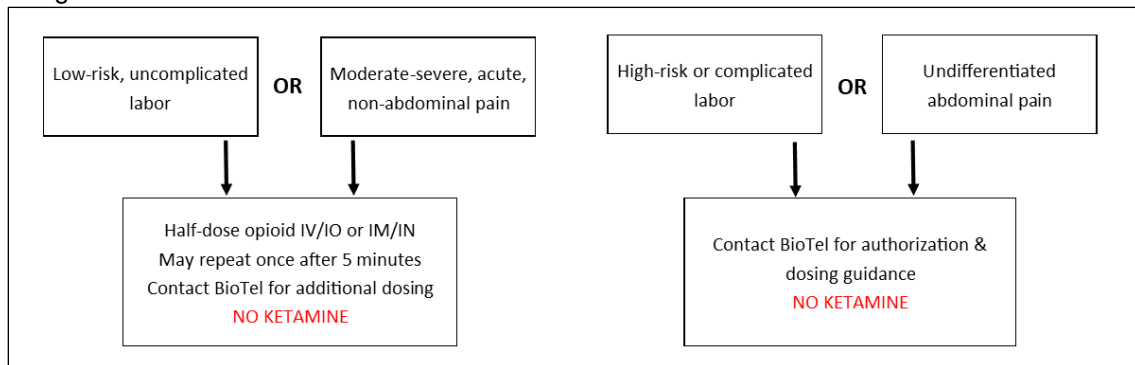 Low-risk, uncomplicated
labor
OR
Moderate-severe, acute,
non-abdominal pain
Half-dose opioid IV/IO or IM/IN
May repeat once after 5 minutes
Contact BioTel for additional dosing
NO KETAMINE
High-risk or complicated
labor
OR
Undifferentiated
abdominal pain
Contact BioTel for authorization &
dosing guidance
NO KETAMINE